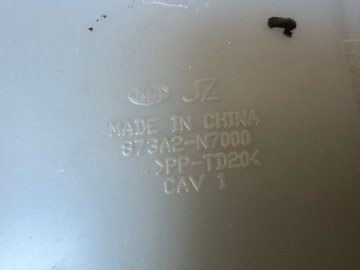 JZ
MADE IN CHINA
873A2-N7000
>PP-TD20<
CAV 1